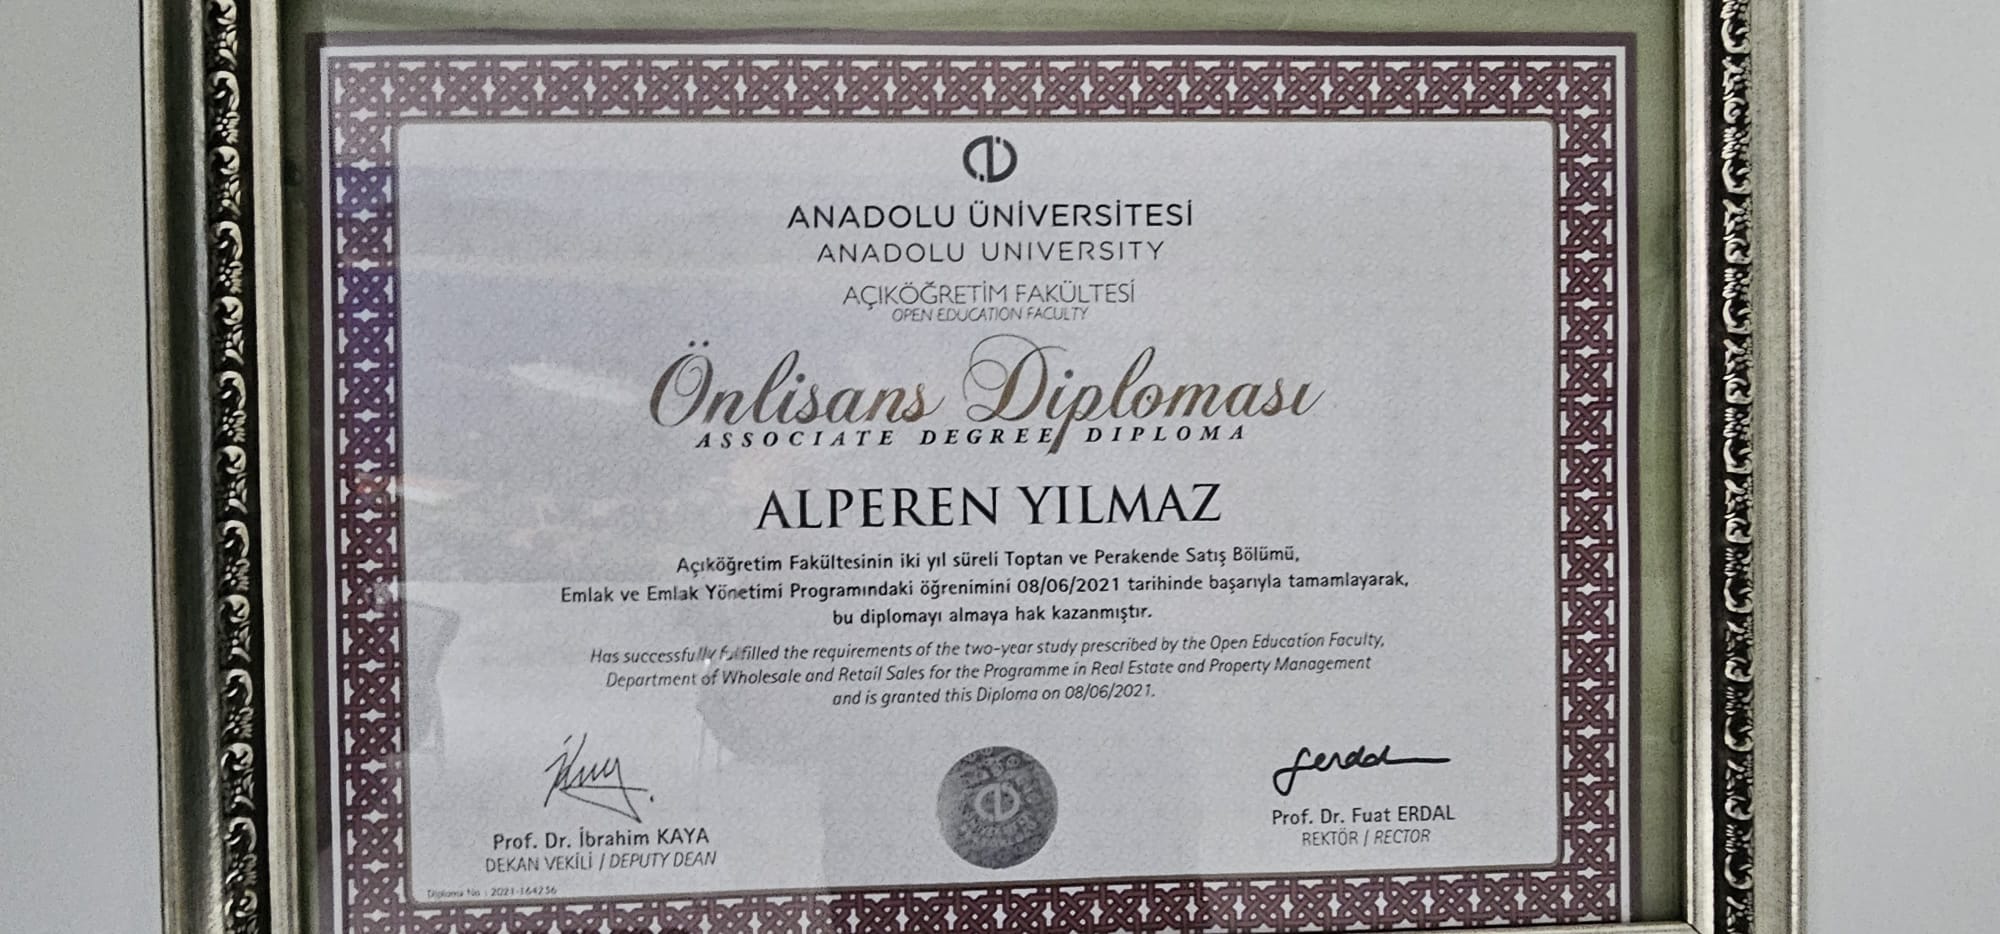 ANADOLU ÜNİVERSİTESİ
ANADOLU UNIVERSITY
AÇIKÖĞRETİM FAKÜLTESİ
OPEN EDUCATION FACULTY
Önlisans Diploması
ASSOCIATE DEGREE DIPLOMA
ALPEREN YILMAZ
Açıköğretim Fakültesinin iki yıl süreli Toptan ve Perakende Satış Bölümü,
Emlak ve Emlak Yönetimi Programındaki öğrenimini 08/06/2021 tarihinde başarıyla tamamlayarak,
bu diplomayı almaya hak kazanmıştır.
Has successfully fulfilled the requirements of the two-year study prescribed by the Open Education Faculty,
Department of Wholesale and Retail Sales for the Programme in Real Estate and Property Management
and is granted this Diploma on 08/06/2021.
Prof. Dr. İbrahim KAYA
DEKAN VEKİLİ / DEPUTY DEAN
Prof. Dr. Fuat ERDAL
REKTÖR / RECTOR
Diploma No : 2021-164256